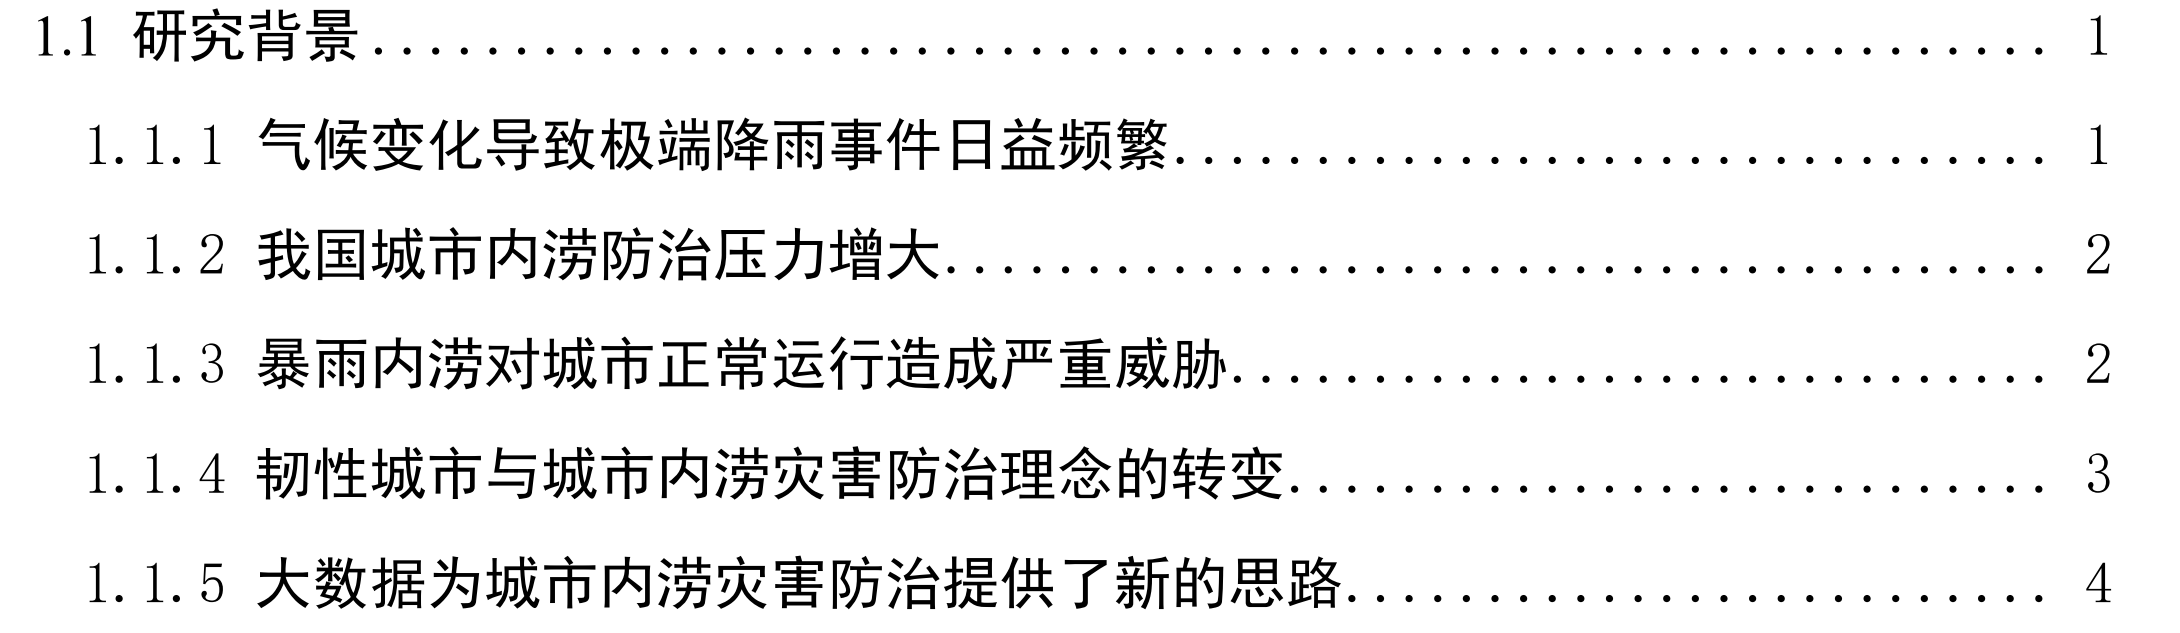 1.1 研究背景........................................................... 1
1.1.1 气候变化导致极端降雨事件日益频繁............................... 1
1.1.2 我国城市内涝防治压力增大....................................... 2
1.1.3 暴雨内涝对城市正常运行造成严重威胁............................. 2
1.1.4 韧性城市与城市内涝灾害防治理念的转变........................... 3
1.1.5 大数据为城市内涝灾害防治提供了新的思路......................... 4